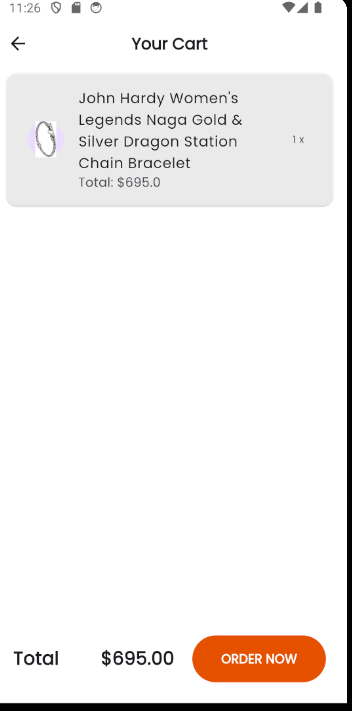 11:26
Your Cart
John Hardy Women's
Legends Naga Gold &
Silver Dragon Station
Chain Bracelet
Total: $695.0
1 x
Total $695.00 ORDER NOW